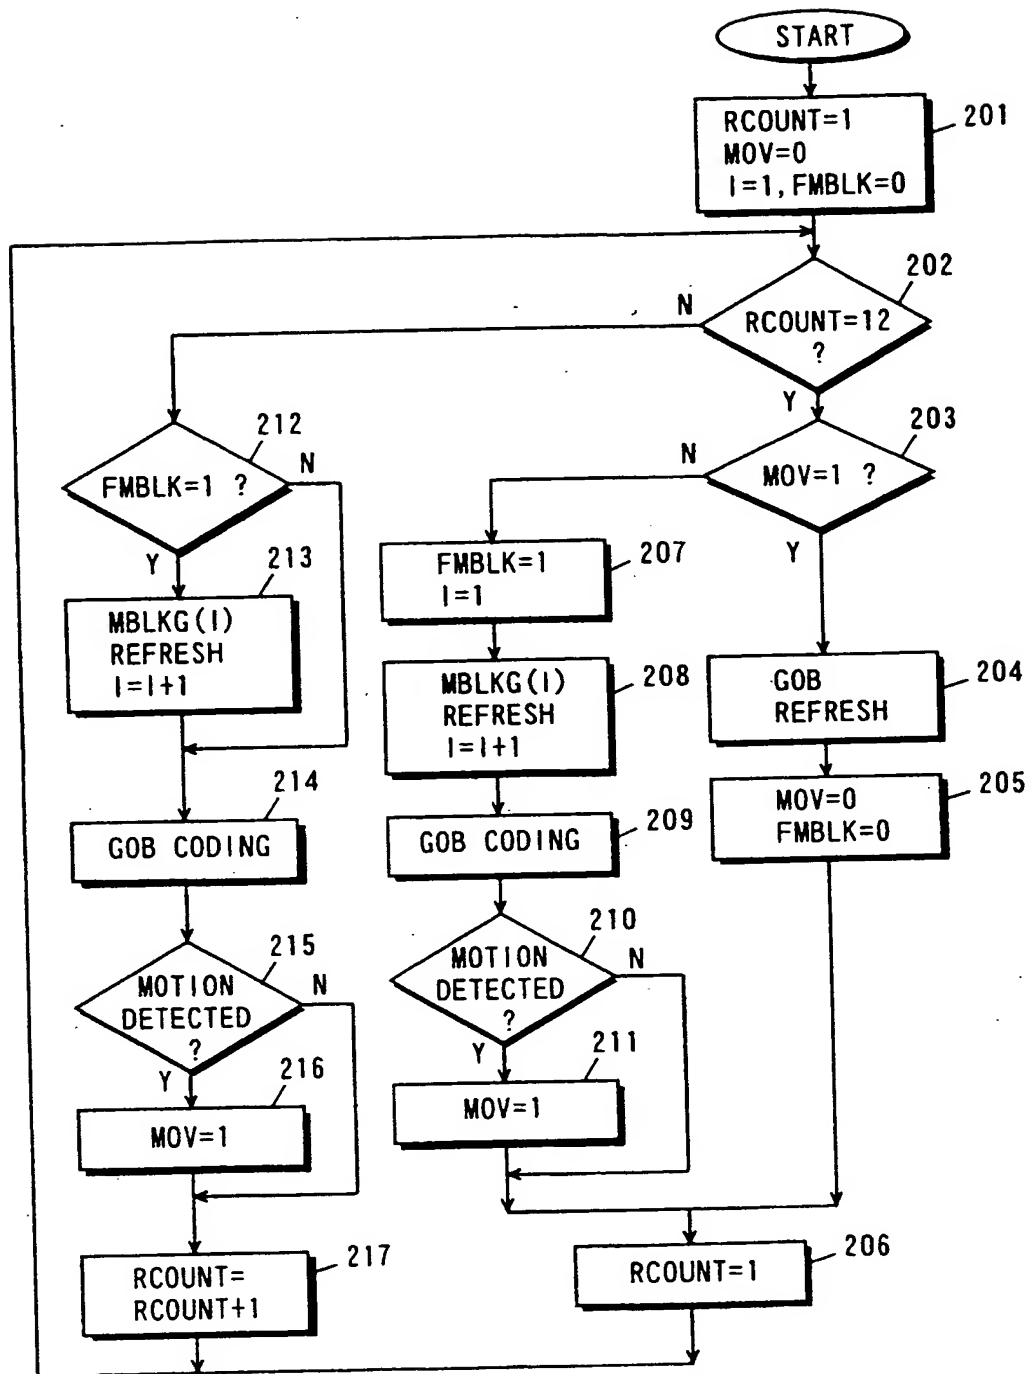 START
RCOUNT=1
MOV=0
I=1, FMBLK=0
201
202
N
RCOUNT=12
?
Y
203
N
MOV=1 ?
Y
212
N
FMBLK=1 ?
Y
213
MBLKG(I)
REFRESH
I=I+1
FMBLK=1
I=1
207
MBLKG(I)
REFRESH
I=I+1
208
GOB
REFRESH
204
MOV=0
FMBLK=0
205
214
GOB CODING
GOB CODING
209
215
N
MOTION
DETECTED
?
Y
210
N
MOTION
DETECTED
?
Y
216
MOV=1
211
MOV=1
RCOUNT=
RCOUNT+1
217
RCOUNT=1
206